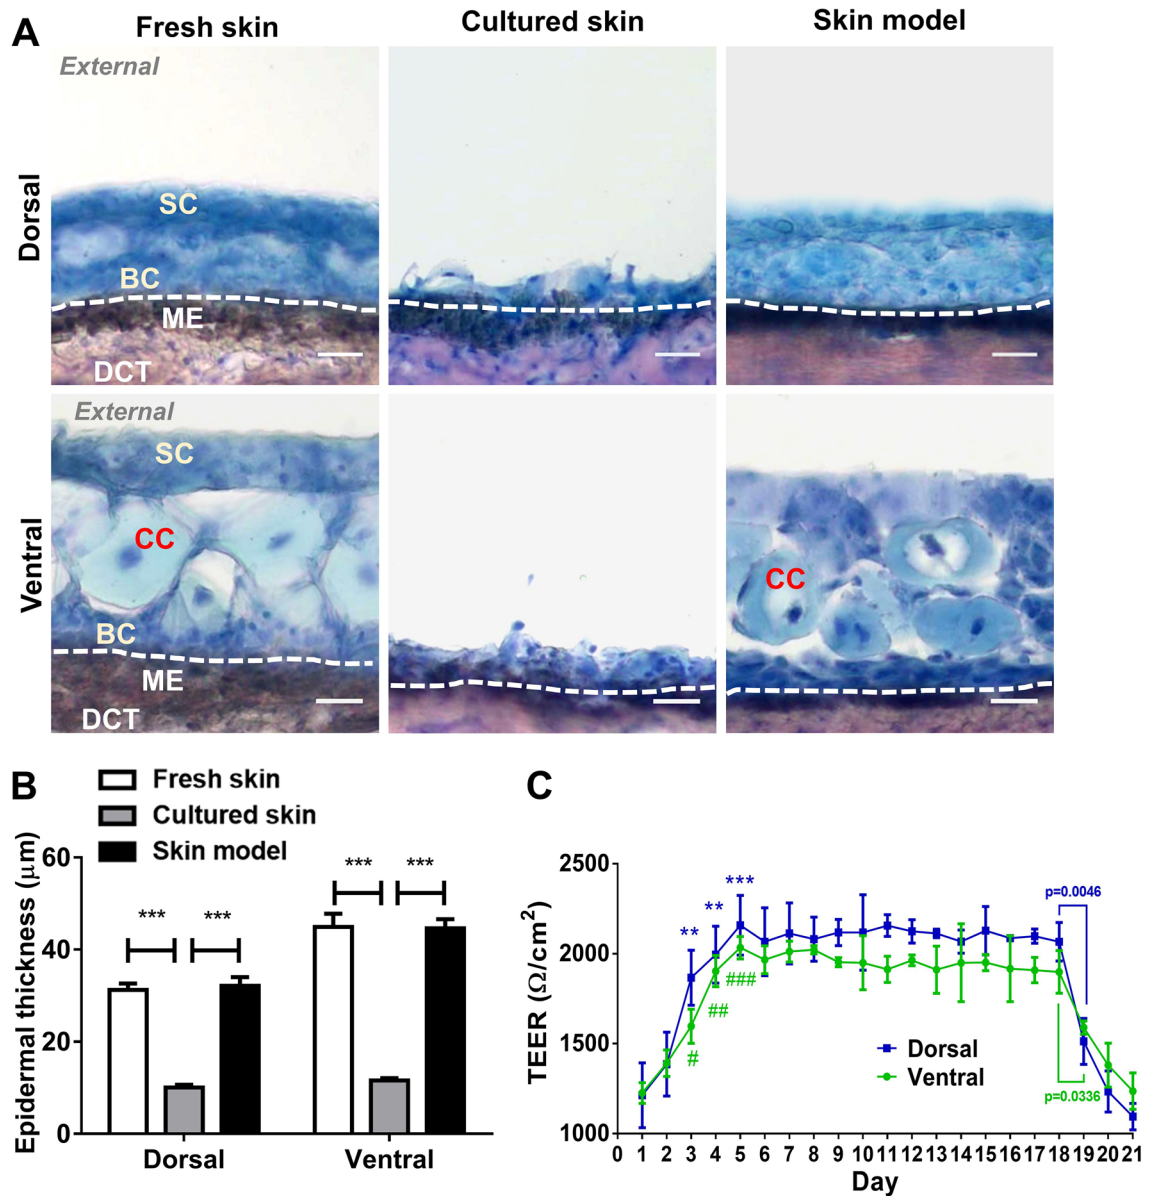 A
Fresh skin
Cultured skin
Skin model
Dorsal
External
SC
BC
ME
DCT
Ventral
External
SC
CC
BC
ME
DCT
CC
B
Fresh skin
Cultured skin
Skin model
Epidermal thickness (μm)
60
40
20
0
***
***
***
***
Dorsal
Ventral
C
TEER (Ω/cm²)
2500
2000
1500
1000
**
**
***
#
##
###
p=0.0046
p=0.0336
Dorsal
Ventral
0 1 2 3 4 5 6 7 8 9 10 11 12 13 14 15 16 17 18 19 20 21
Day